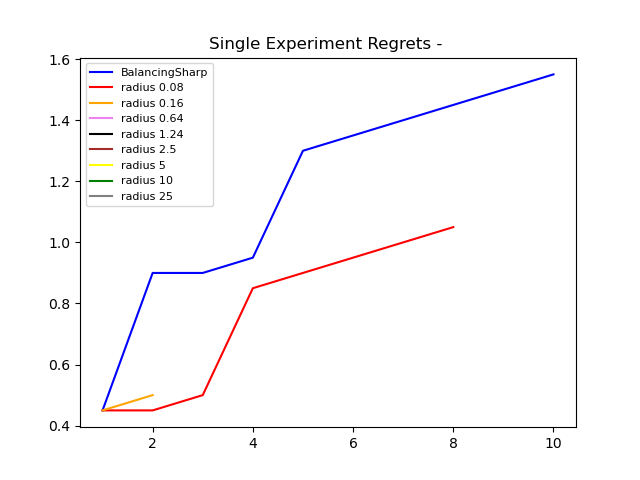 Single Experiment Regrets -
1.6
1.4
1.2
1.0
0.8
0.6
0.4
BalancingSharp
radius 0.08
radius 0.16
radius 0.64
radius 1.24
radius 2.5
radius 5
radius 10
radius 25
2 4 6 8 10